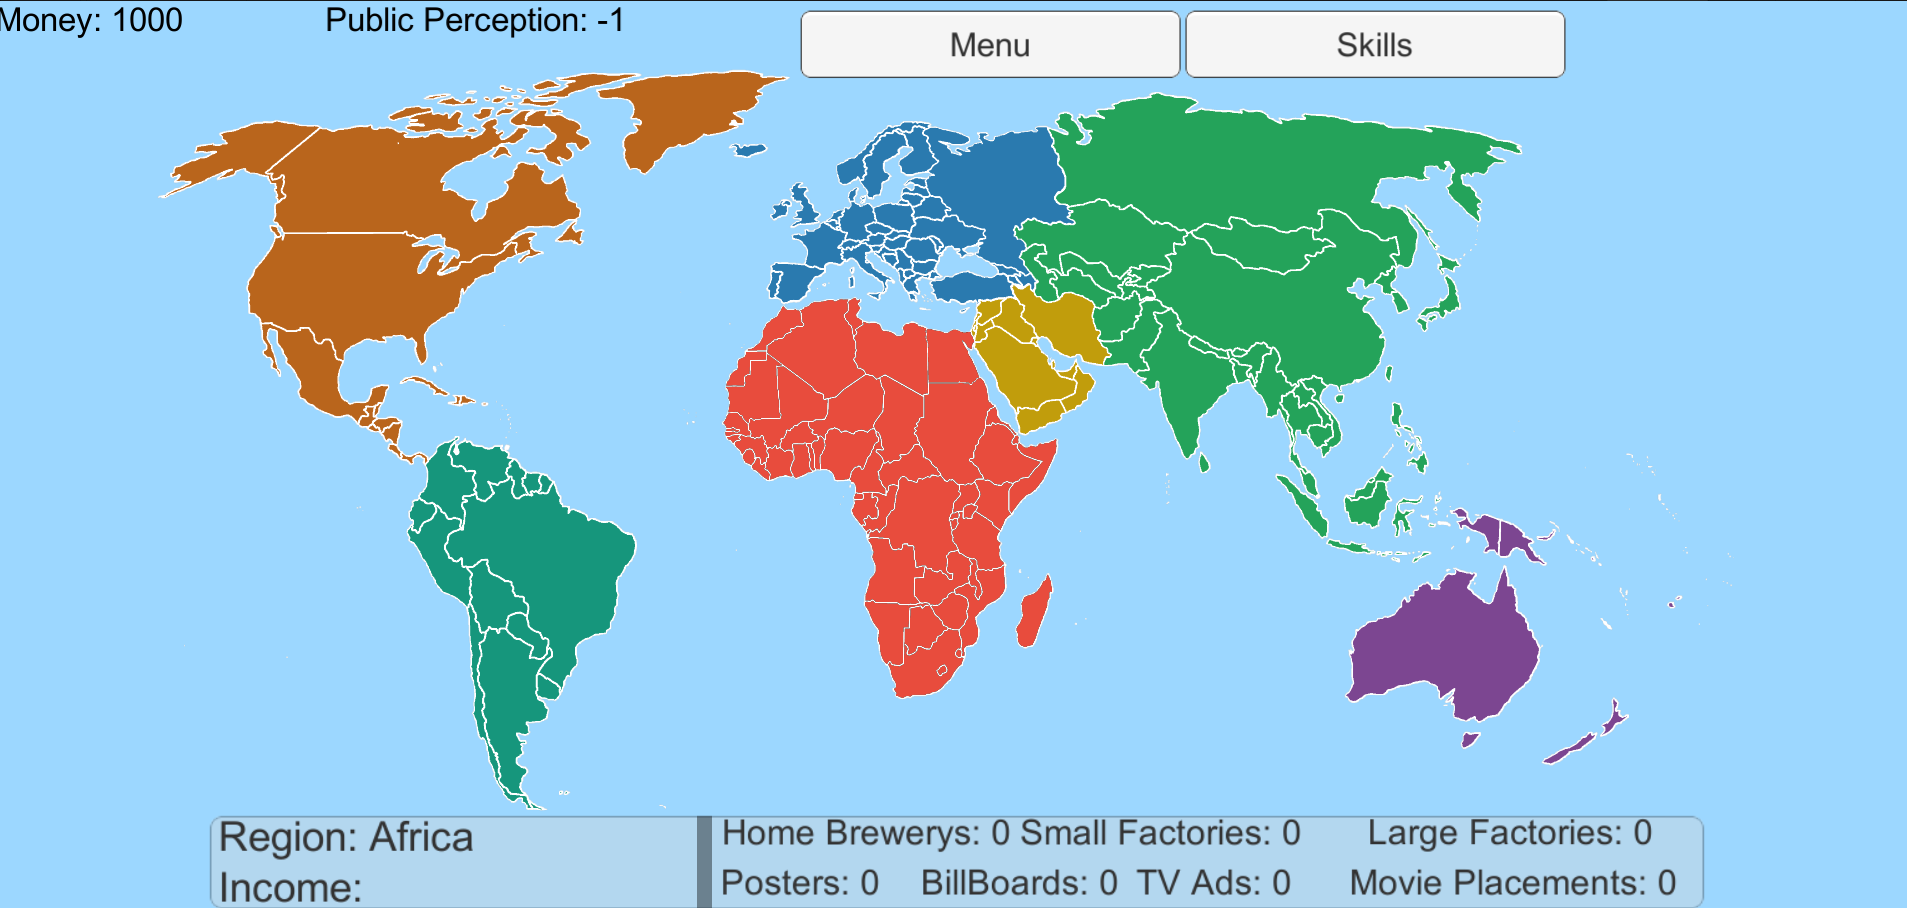 Money: 1000 Public Perception: -1
Menu Skills
Region: Africa
Income:
Home Brewerys: 0 Small Factories: 0 Large Factories: 0
Posters: 0 BillBoards: 0 TV Ads: 0 Movie Placements: 0